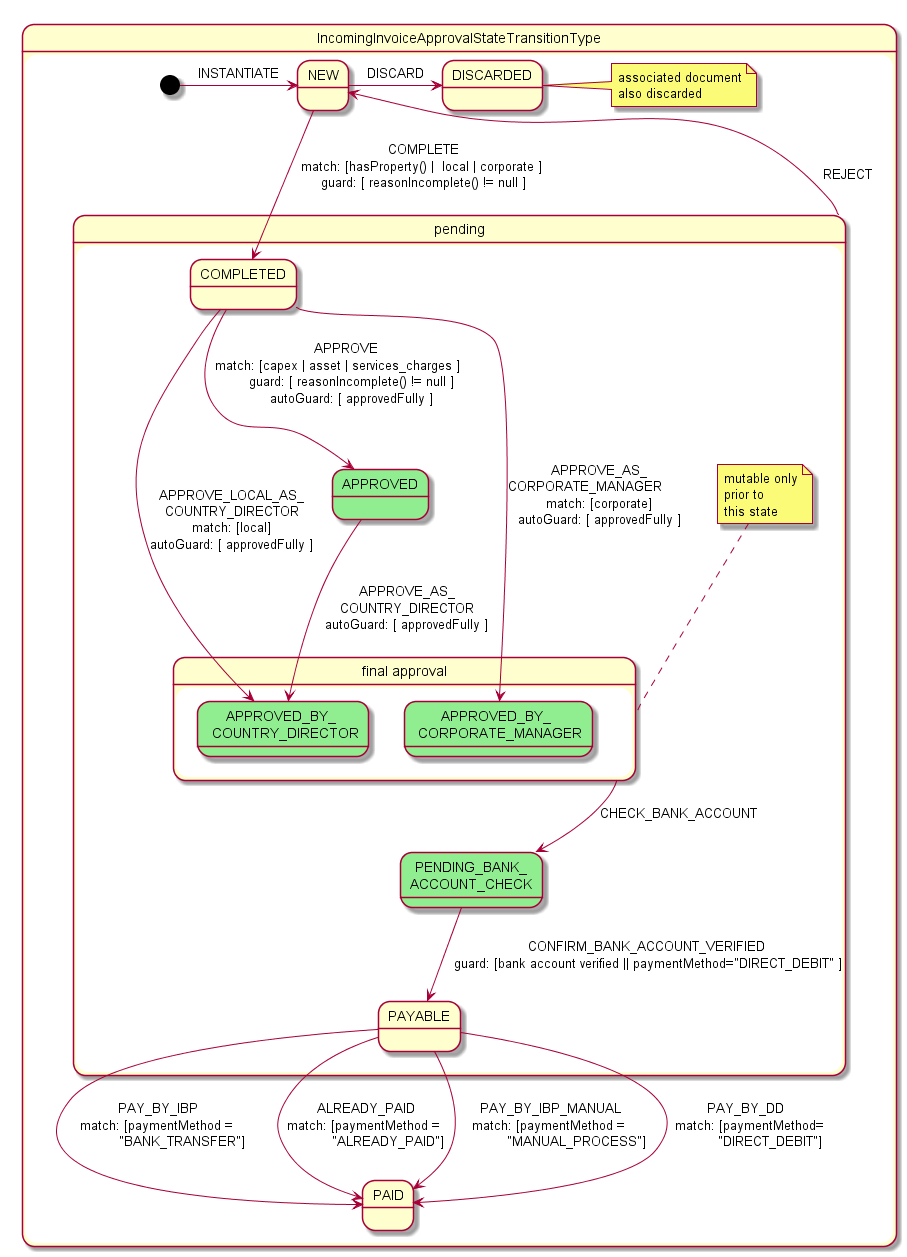 IncomingInvoiceApprovalStateTransitionType
INSTANTIATE
NEW
DISCARD
DISCARDED
associated document
also discarded
COMPLETE
match: [hasProperty() |  local | corporate ]
guard: [ reasonIncomplete() != null ]
REJECT
pending
COMPLETED
APPROVE
match: [capex | asset | services_charges ]
guard: [ reasonIncomplete() != null ]
autoGuard: [ approvedFully ]
APPROVED
APPROVE_LOCAL_AS_
COUNTRY_DIRECTOR
match: [local]
autoGuard: [ approvedFully ]
APPROVE_AS_
CORPORATE_MANAGER
match: [corporate]
autoGuard: [ approvedFully ]
mutable only
prior to
this state
APPROVE_AS_
COUNTRY_DIRECTOR
autoGuard: [ approvedFully ]
final approval
APPROVED_BY_
COUNTRY_DIRECTOR
APPROVED_BY_
CORPORATE_MANAGER
CHECK_BANK_ACCOUNT
PENDING_BANK_
ACCOUNT_CHECK
CONFIRM_BANK_ACCOUNT_VERIFIED
guard: [bank account verified || paymentMethod="DIRECT_DEBIT" ]
PAYABLE
PAY_BY_IBP
match: [paymentMethod =
"BANK_TRANSFER"]
ALREADY_PAID
match: [paymentMethod =
"ALREADY_PAID"]
PAY_BY_IBP_MANUAL
match: [paymentMethod =
"MANUAL_PROCESS"]
PAY_BY_DD
match: [paymentMethod=
"DIRECT_DEBIT"]
PAID